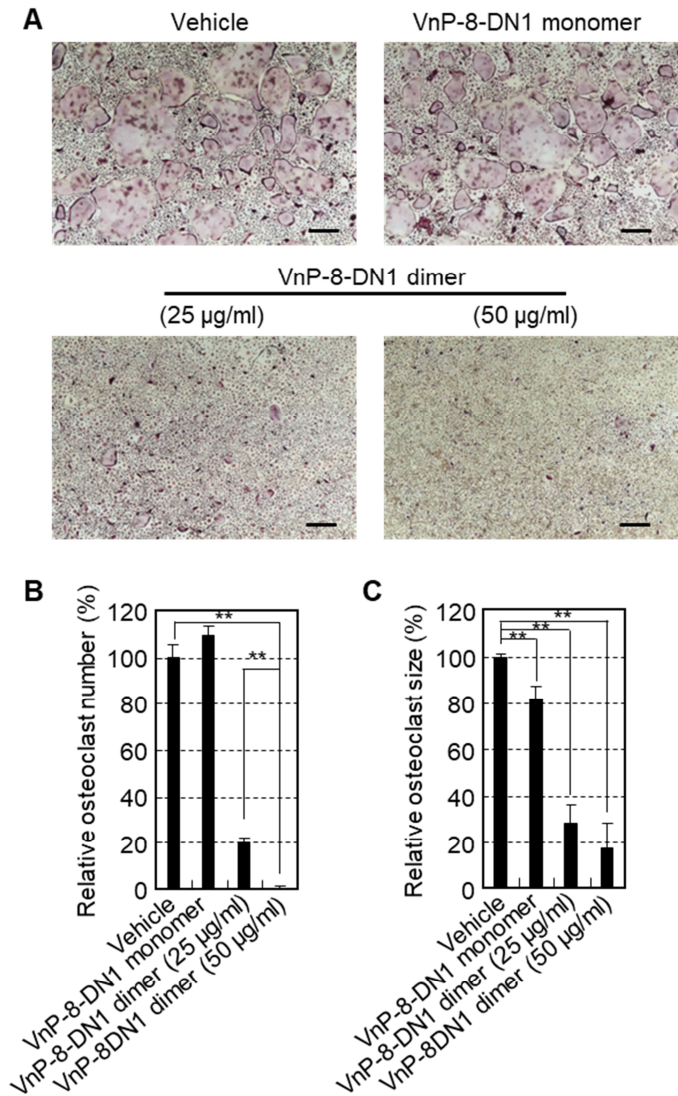 A
Vehicle
VnP-8-DN1 monomer
VnP-8-DN1 dimer
(25 µg/ml)
(50 µg/ml)
B
Relative osteoclast number (%)
120
100
80
60
40
20
0
**
**
Vehicle
VnP-8-DN1 monomer
VnP-8-DN1 dimer (25 µg/ml)
VnP-8DN1 dimer (50 µg/ml)
C
Relative osteoclast size (%)
120
100
80
60
40
20
0
**
**
**
Vehicle
VnP-8-DN1 monomer
VnP-8-DN1 dimer (25 µg/ml)
VnP-8DN1 dimer (50 µg/ml)